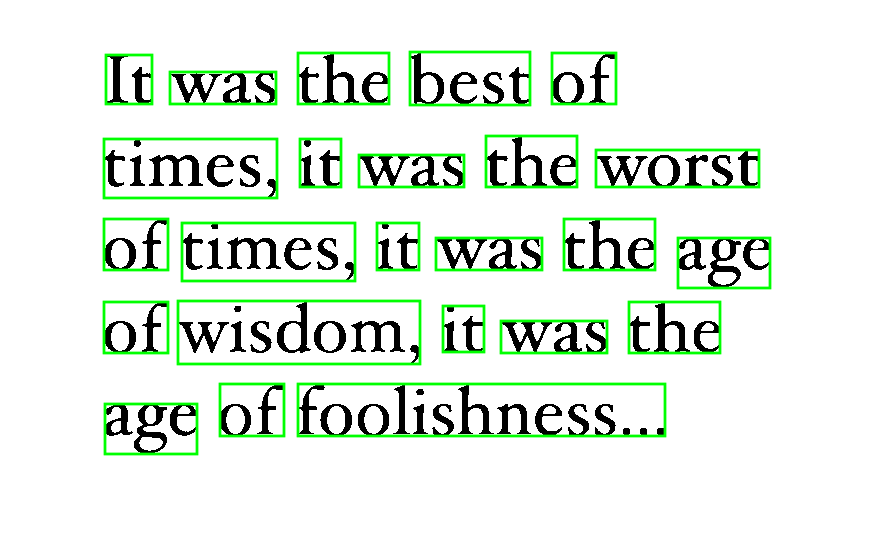 It was the best of
times, it was the worst
of times, it was the age
of wisdom, it was the
age of foolishness...